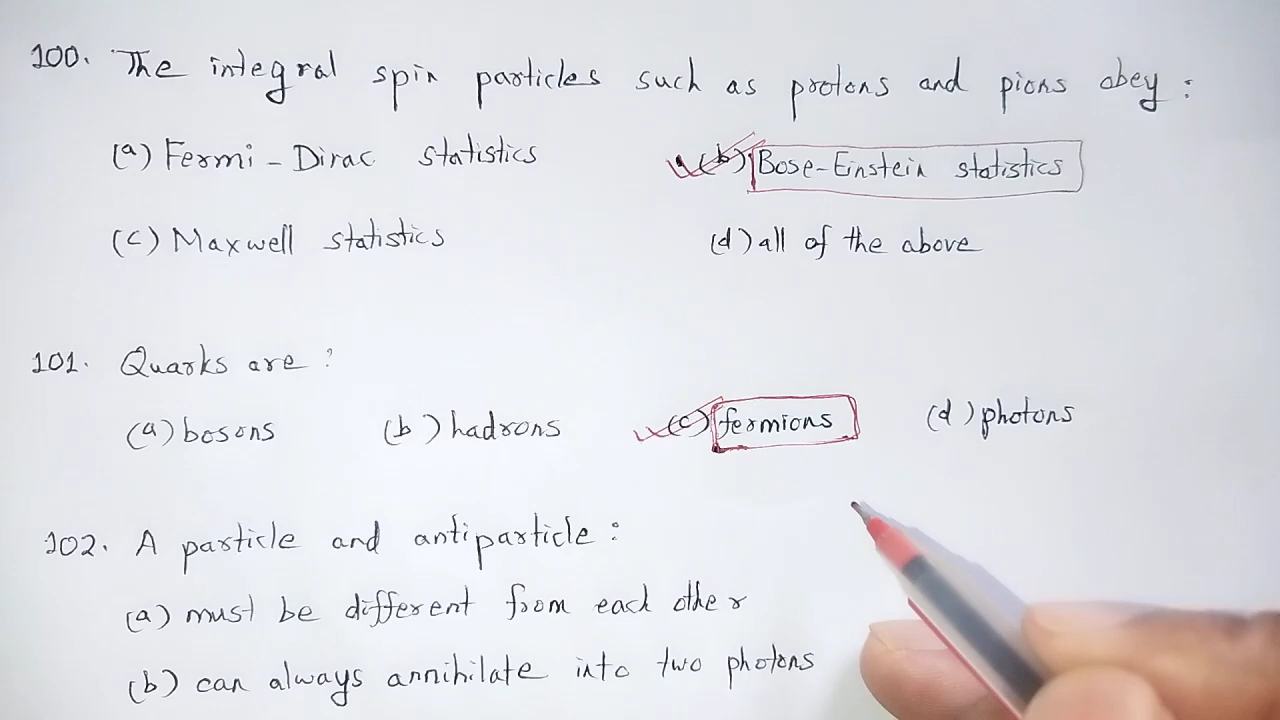 100. The integral spin particles such as protons and pions obey :
(a) Fermi - Dirac statistics (b) Bose-Einstein statistics
(c) Maxwell statistics (d) all of the above
101. Quarks are ?
(a) bosons (b) hadrons (c) fermions (d) photons
102. A particle and antiparticle :
(a) must be different from each other
(b) can always annihilate into two photons